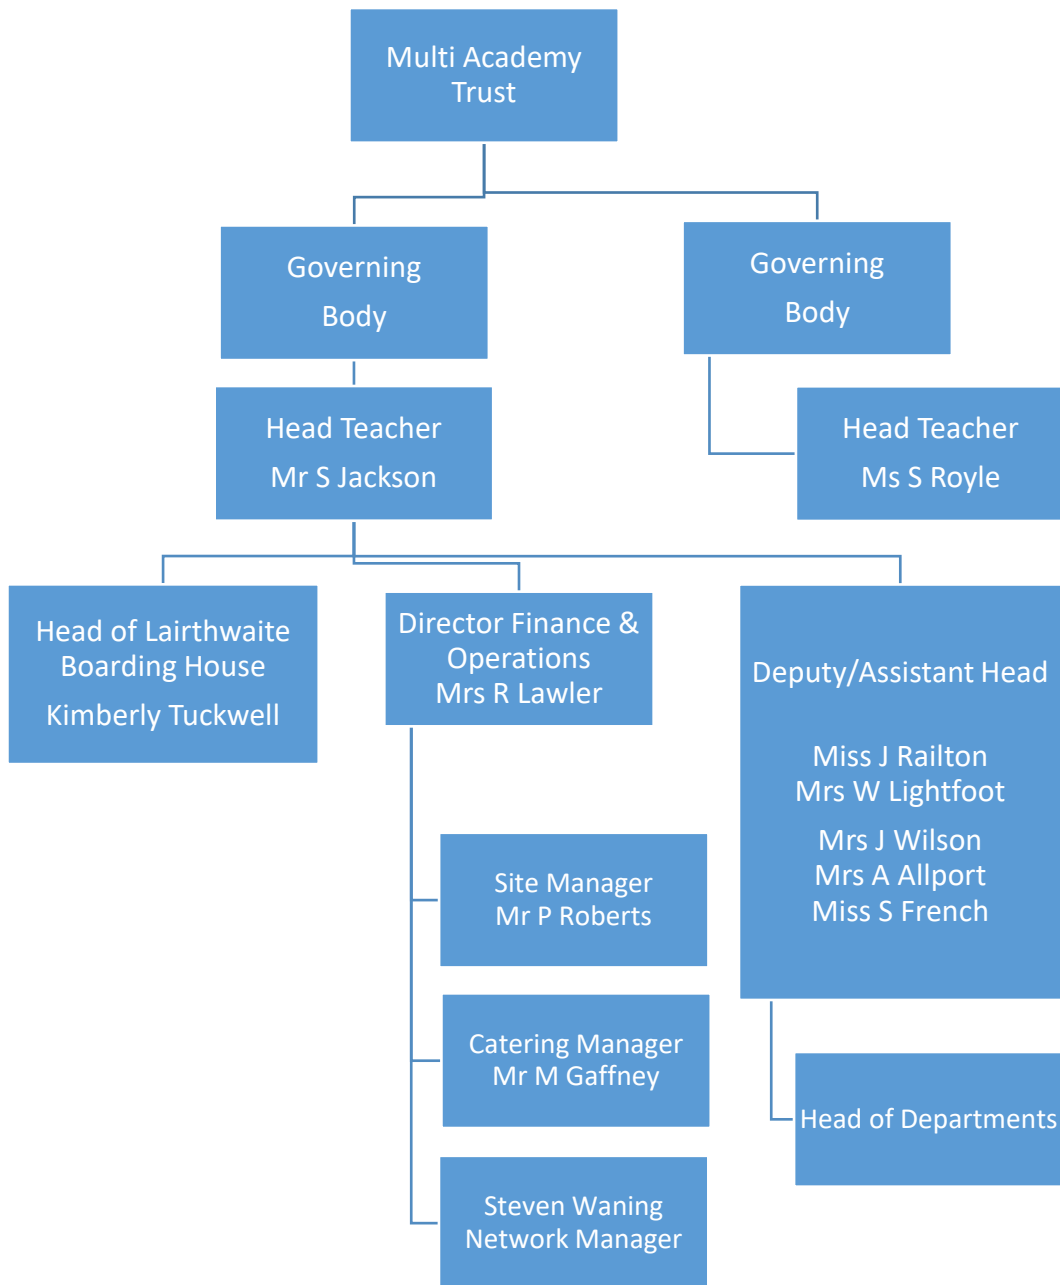 Multi Academy
Trust
Governing
Body
Governing
Body
Head Teacher
Mr S Jackson
Head Teacher
Ms S Royle
Head of Lairthwaite
Boarding House
Kimberly Tuckwell
Director Finance &
Operations
Mrs R Lawler
Deputy/Assistant Head
Miss J Railton
Mrs W Lightfoot
Mrs J Wilson
Mrs A Allport
Miss S French
Site Manager
Mr P Roberts
Catering Manager
Mr M Gaffney
Steven Waning
Network Manager
Head of Departments